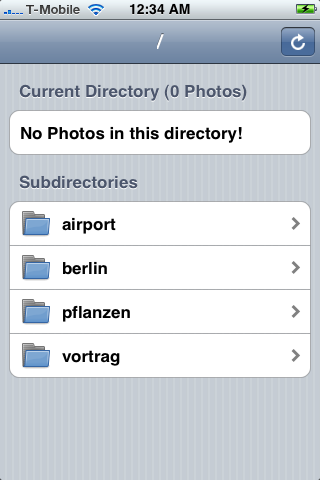 T-Mobile 12:34 AM
/
Current Directory (0 Photos)
No Photos in this directory!
Subdirectories
airport
berlin
pflanzen
vortrag